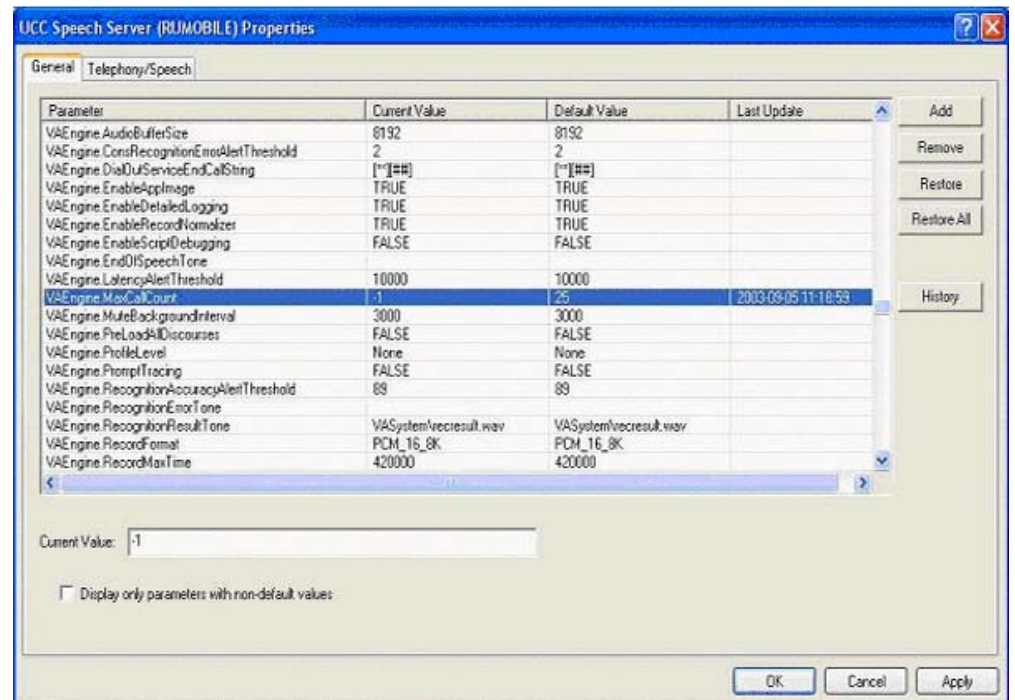 UCC Speech Server (RUMOBILE) Properties
General Telephony/Speech
Parameter Current Value Default Value Last Update
VAEngine.AudioBufferSize 8192 8192
VAEngine.ConsRecognitionErrorAlertThreshold 2 2
VAEngine.DialOutServiceEndCallString [**][##] [**][##]
VAEngine.EnableAppImage TRUE TRUE
VAEngine.EnableDetailedLogging TRUE TRUE
VAEngine.EnableRecordNormalizer TRUE TRUE
VAEngine.EnableScriptDebugging FALSE FALSE
VAEngine.EndOfSpeechTone
VAEngine.LatencyAlertThreshold 10000 10000
VAEngine.MaxCallCount -1 25 2003-09-05 11:18:59
VAEngine.MuteBackgroundInterval 3000 3000
VAEngine.PreLoadAllDiscourses FALSE FALSE
VAEngine.ProfileLevel None None
VAEngine.PromptTracing FALSE FALSE
VAEngine.RecognitionAccuracyAlertThreshold 89 89
VAEngine.RecognitionErrorTone
VAEngine.RecognitionResultTone VASystem\recresult.wav VASystem\recresult.wav
VAEngine.RecordFormat PCM_16_8K PCM_16_8K
VAEngine.RecordMaxTime 420000 420000
Add
Remove
Restore
Restore All
History
Current Value: -1
Display only parameters with non-default values
OK Cancel Apply